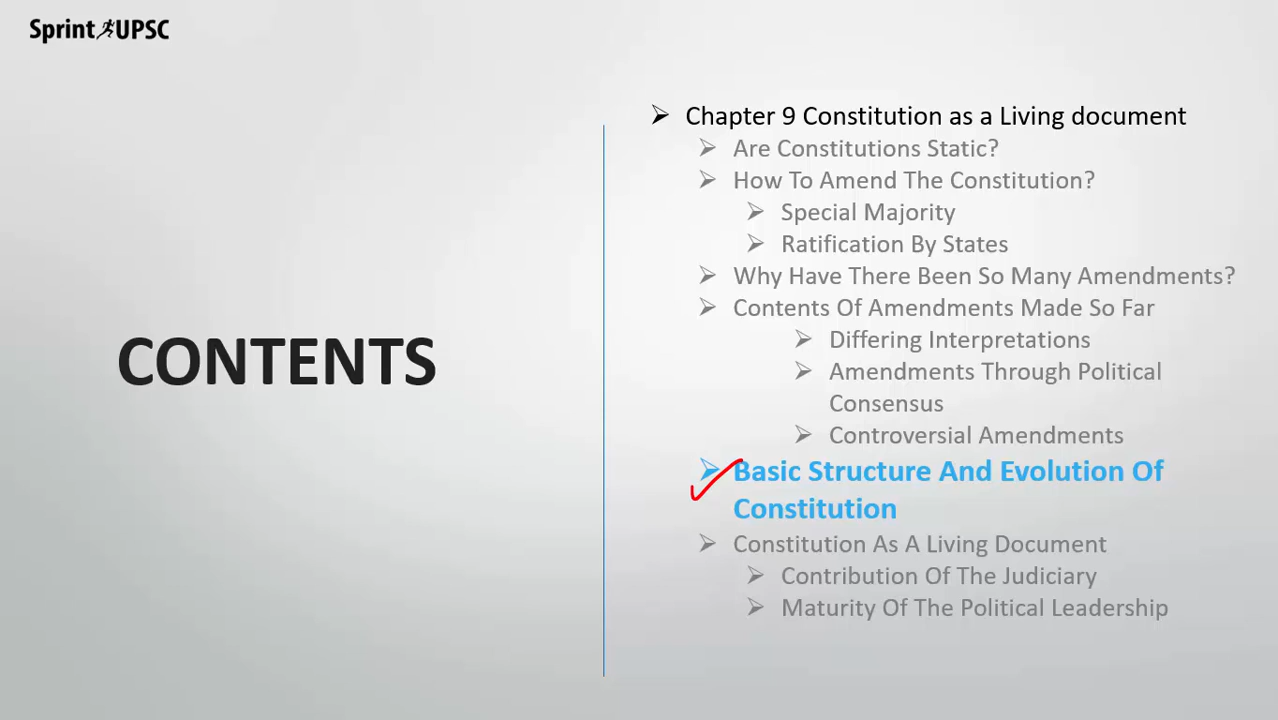 Sprint UPSC
CONTENTS
Chapter 9 Constitution as a Living document
Are Constitutions Static?
How To Amend The Constitution?
Special Majority
Ratification By States
Why Have There Been So Many Amendments?
Contents Of Amendments Made So Far
Differing Interpretations
Amendments Through Political
Consensus
Controversial Amendments
Basic Structure And Evolution Of
Constitution
Constitution As A Living Document
Contribution Of The Judiciary
Maturity Of The Political Leadership